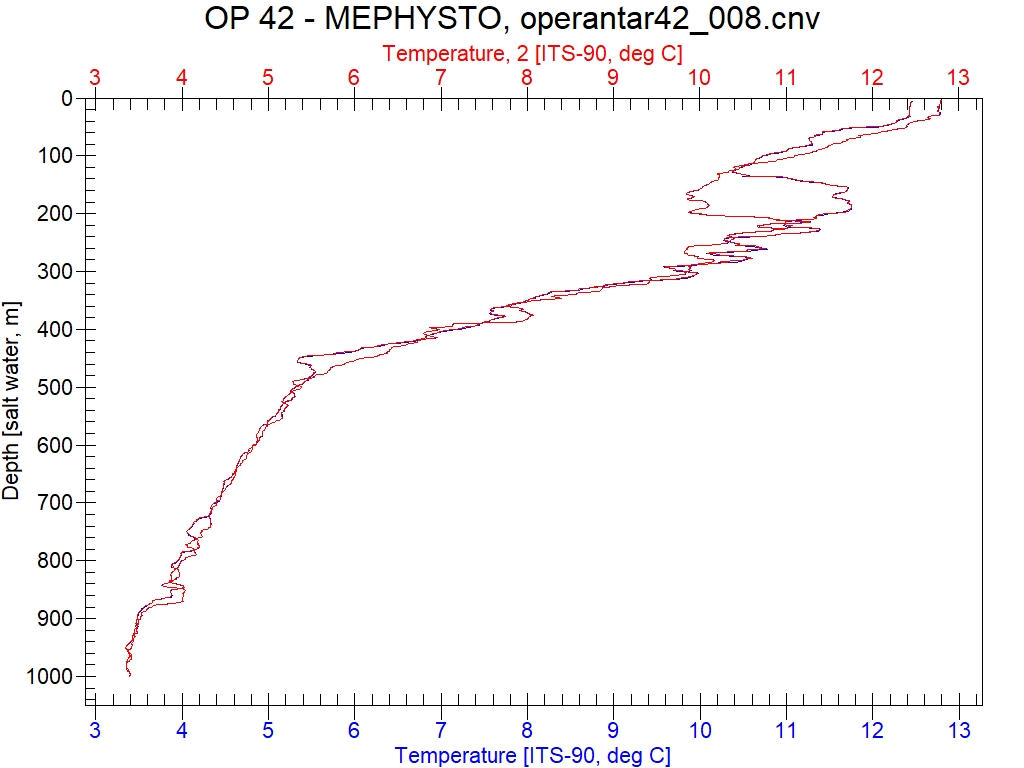 OP 42 - MEPHYSTO, operantar42_008.cnv
Temperature, 2 [ITS-90, deg C]
3 4 5 6 7 8 9 10 11 12 13
0
100
200
300
400
500
600
700
800
900
1000
Depth [salt water, m]
3 4 5 6 7 8 9 10 11 12 13
Temperature [ITS-90, deg C]